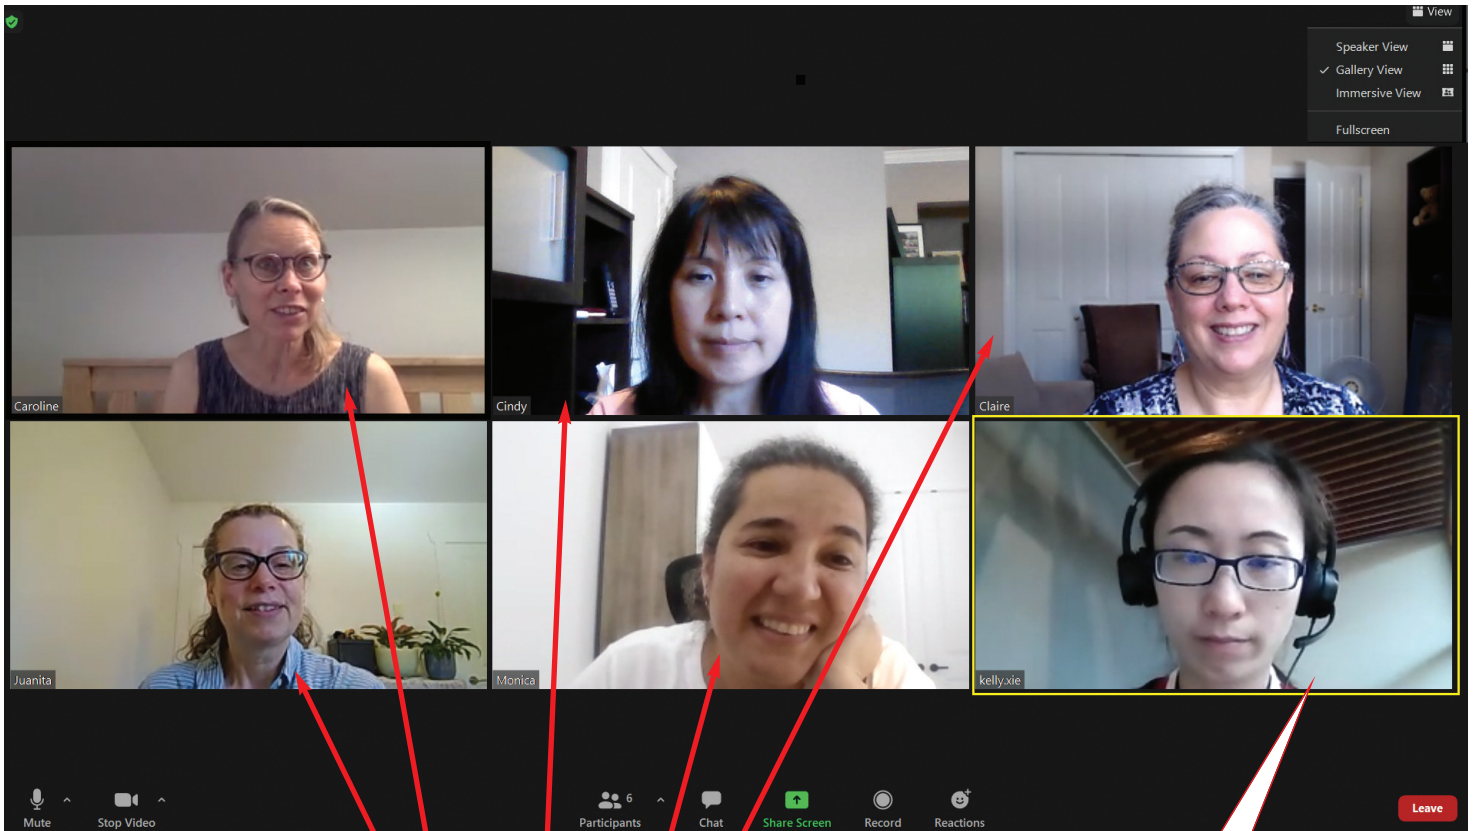 View
Speaker View
Gallery View
Immersive View
Fullscreen
Caroline
Cindy
Claire
Juanita
Monica
kelly.xie
Mute
Stop Video
Participants 6
Chat
Share Screen
Record
Reactions
Leave